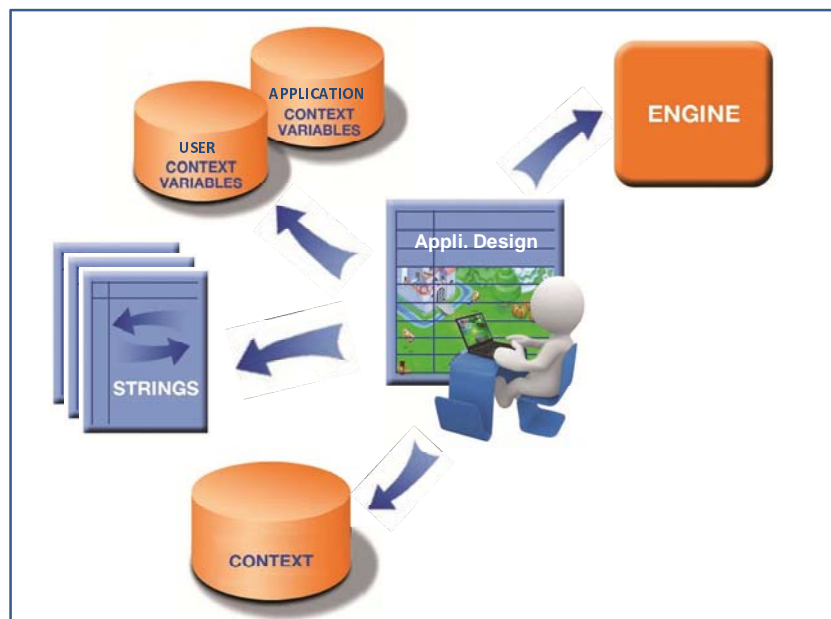 APPLICATION
CONTEXT
VARIABLES
USER
CONTEXT
VARIABLES
ENGINE
Appli. Design
STRINGS
CONTEXT